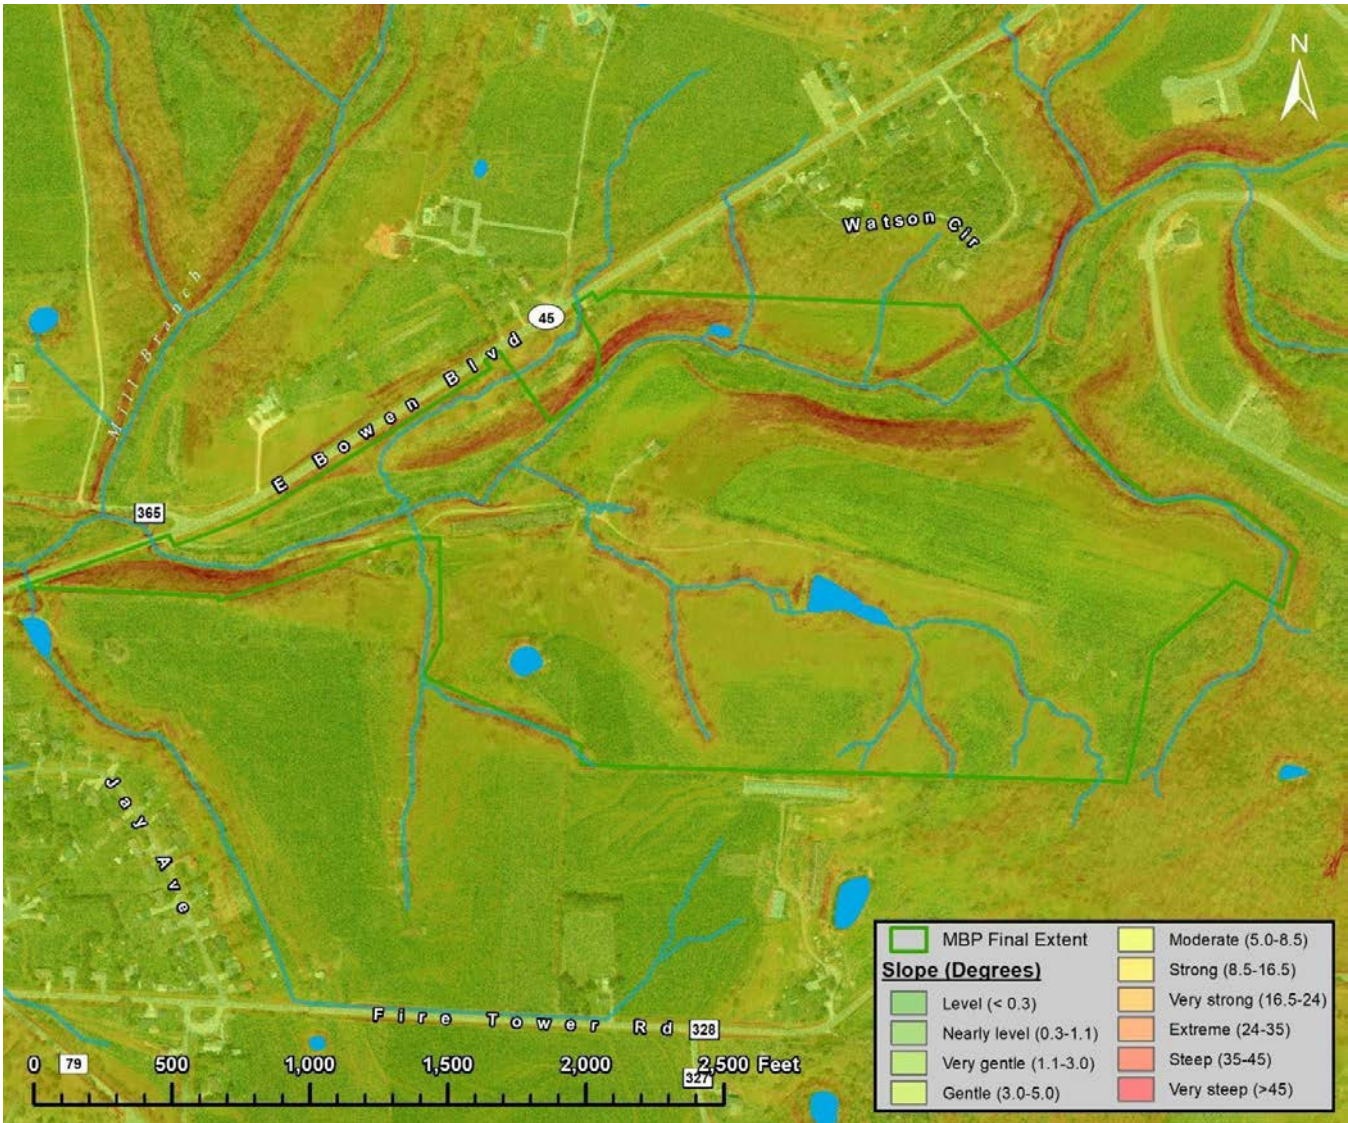 N
Watson Cir
45
E Bowen Blvd
Mill Branch
365
Jay Ave
Fire Tower Rd
328
79
327
0 500 1,000 1,500 2,000 2,500 Feet
MBP Final Extent
Slope (Degrees)
Level (< 0.3)
Nearly level (0.3-1.1)
Very gentle (1.1-3.0)
Gentle (3.0-5.0)
Moderate (5.0-8.5)
Strong (8.5-16.5)
Very strong (16.5-24)
Extreme (24-35)
Steep (35-45)
Very steep (>45)